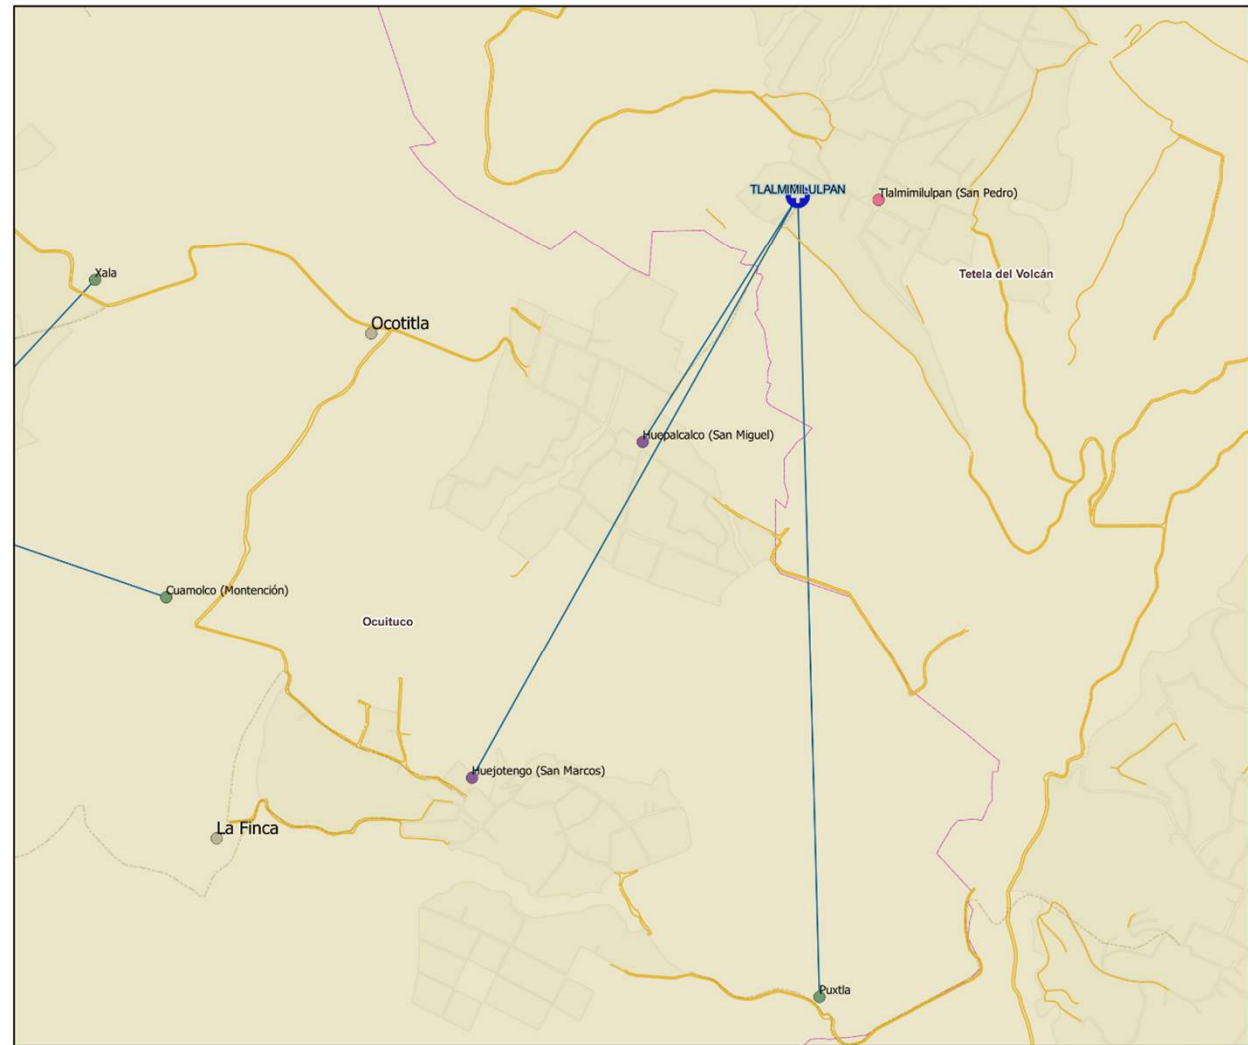 TLALMIMILULPAN
Tlalmimilulpan (San Pedro)
Tetela del Volcán
Xala
Ocotitla
Huepalcalco (San Miguel)
Cuamolco (Montención)
Ocuituco
Huejotengo (San Marcos)
La Finca
Puxtla